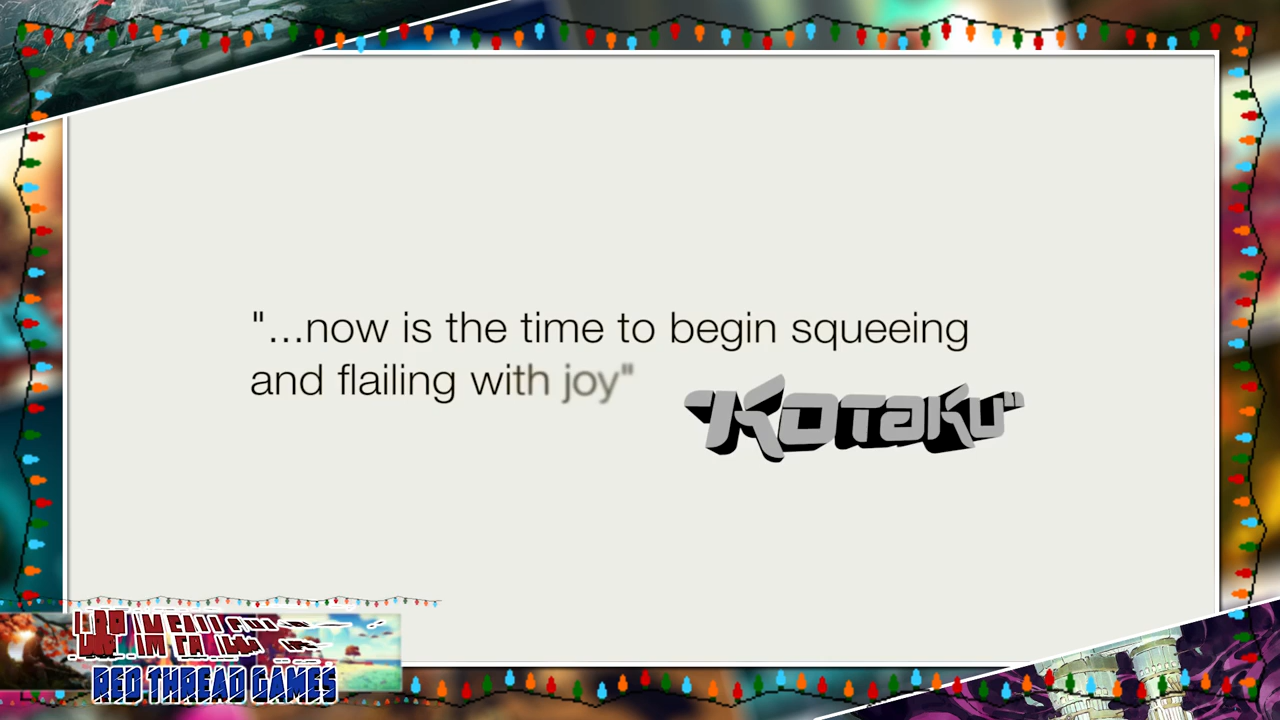 "...now is the time to begin squeeing
and flailing with joy"
"KOTAKU"
RED THREAD GAMES